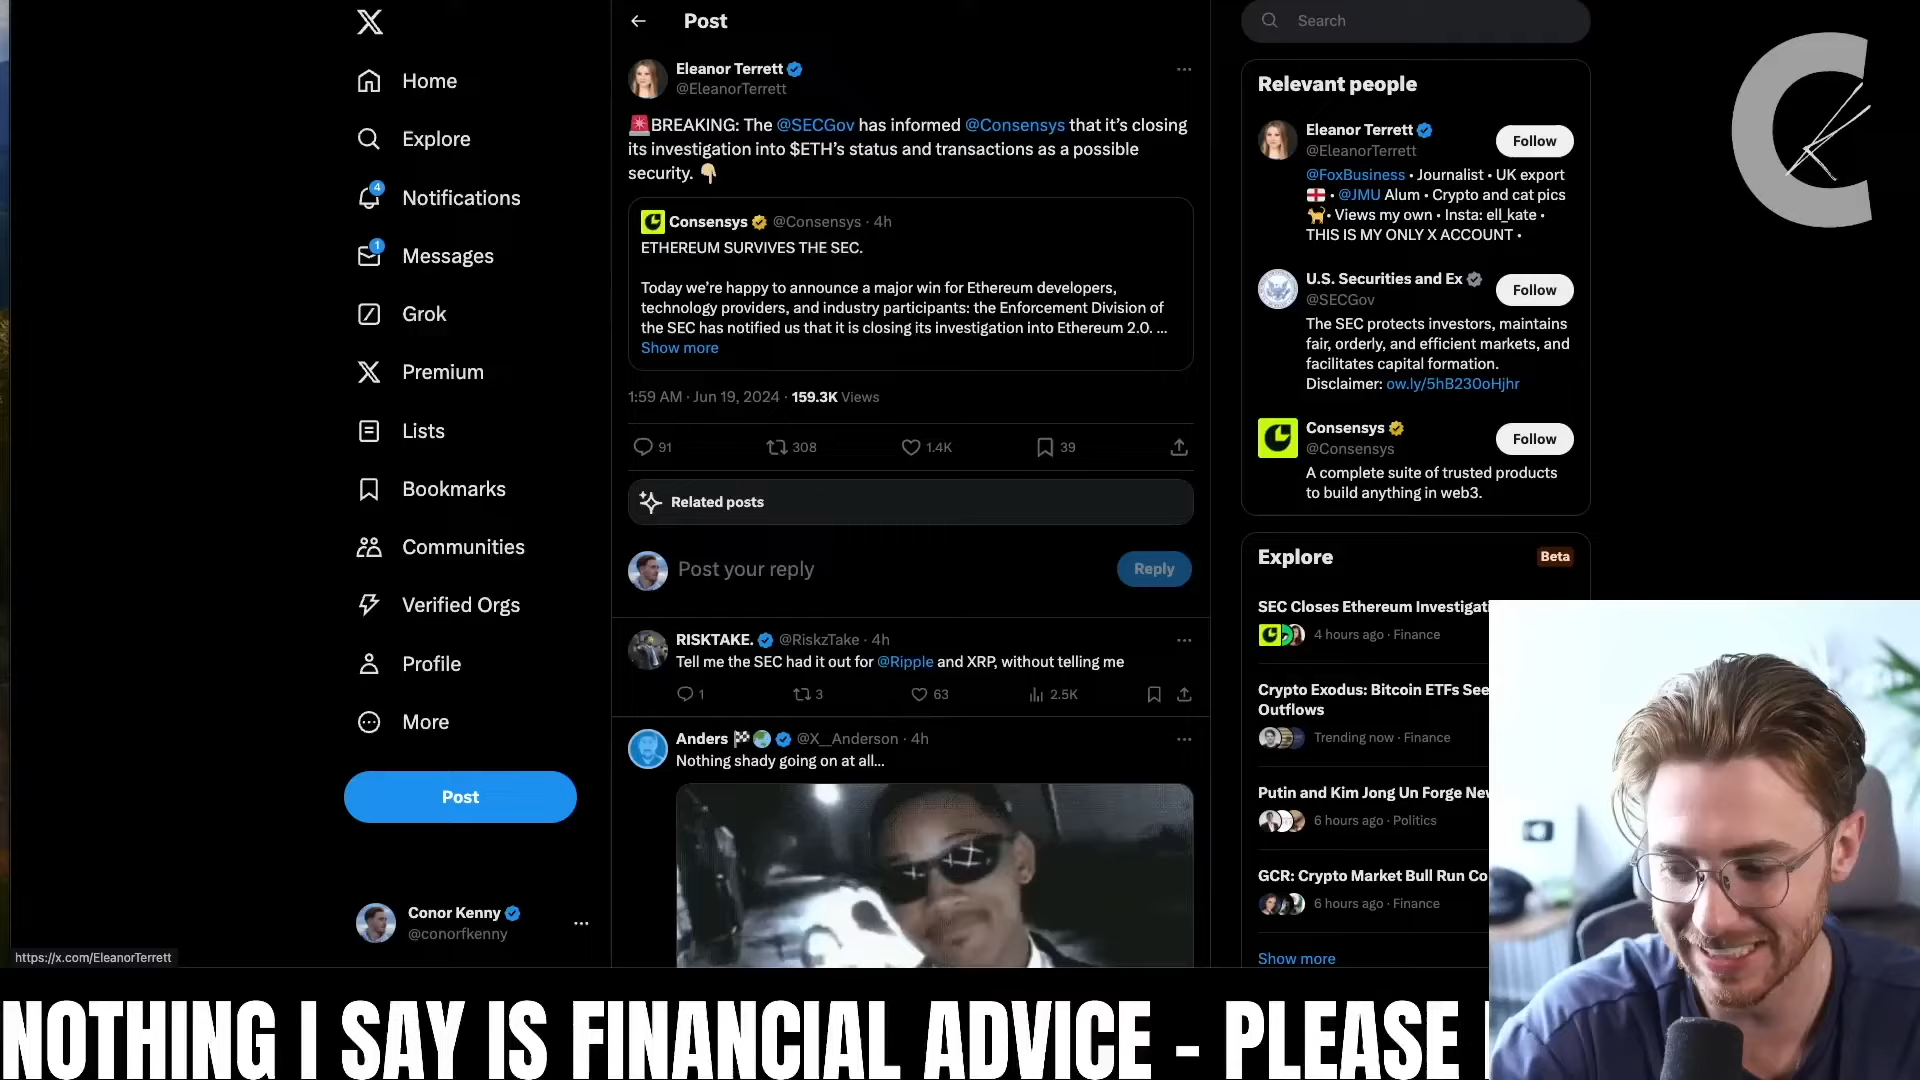 Home
Explore
4
Notifications
1
Messages
Grok
Premium
Lists
Bookmarks
Communities
Verified Orgs
Profile
More
Post
Conor Kenny
@conorfkenny
https://x.com/EleanorTerrett
Post
Eleanor Terrett
@EleanorTerrett
BREAKING: The @SECGov has informed @Consensys that it’s closing
its investigation into $ETH’s status and transactions as a possible
security.
Consensys @Consensys · 4h
ETHEREUM SURVIVES THE SEC.
Today we’re happy to announce a major win for Ethereum developers,
technology providers, and industry participants: the Enforcement Division of
the SEC has notified us that it is closing its investigation into Ethereum 2.0. ...
Show more
1:59 AM · Jun 19, 2024 · 159.3K Views
91 308 1.4K 39
Related posts
Post your reply
Reply
RISKTAKE. @RiskzTake · 4h
Tell me the SEC had it out for @Ripple and XRP, without telling me
1 3 63 2.5K
Anders @X__Anderson · 4h
Nothing shady going on at all...
Search
Relevant people
Eleanor Terrett
@EleanorTerrett
Follow
@FoxBusiness • Journalist • UK export
• @JMU Alum • Crypto and cat pics
• Views my own • Insta: ell_kate •
THIS IS MY ONLY X ACCOUNT •
U.S. Securities and Ex
@SECGov
Follow
The SEC protects investors, maintains
fair, orderly, and efficient markets, and
facilitates capital formation.
Disclaimer: ow.ly/5hB230oHjhr
Consensys
@Consensys
Follow
A complete suite of trusted products
to build anything in web3.
Explore
Beta
SEC Closes Ethereum Investigati
4 hours ago · Finance
Crypto Exodus: Bitcoin ETFs See
Outflows
Trending now · Finance
Putin and Kim Jong Un Forge Ne
6 hours ago · Politics
GCR: Crypto Market Bull Run Co
6 hours ago · Finance
Show more
NOTHING I SAY IS FINANCIAL ADVICE - PLEASE